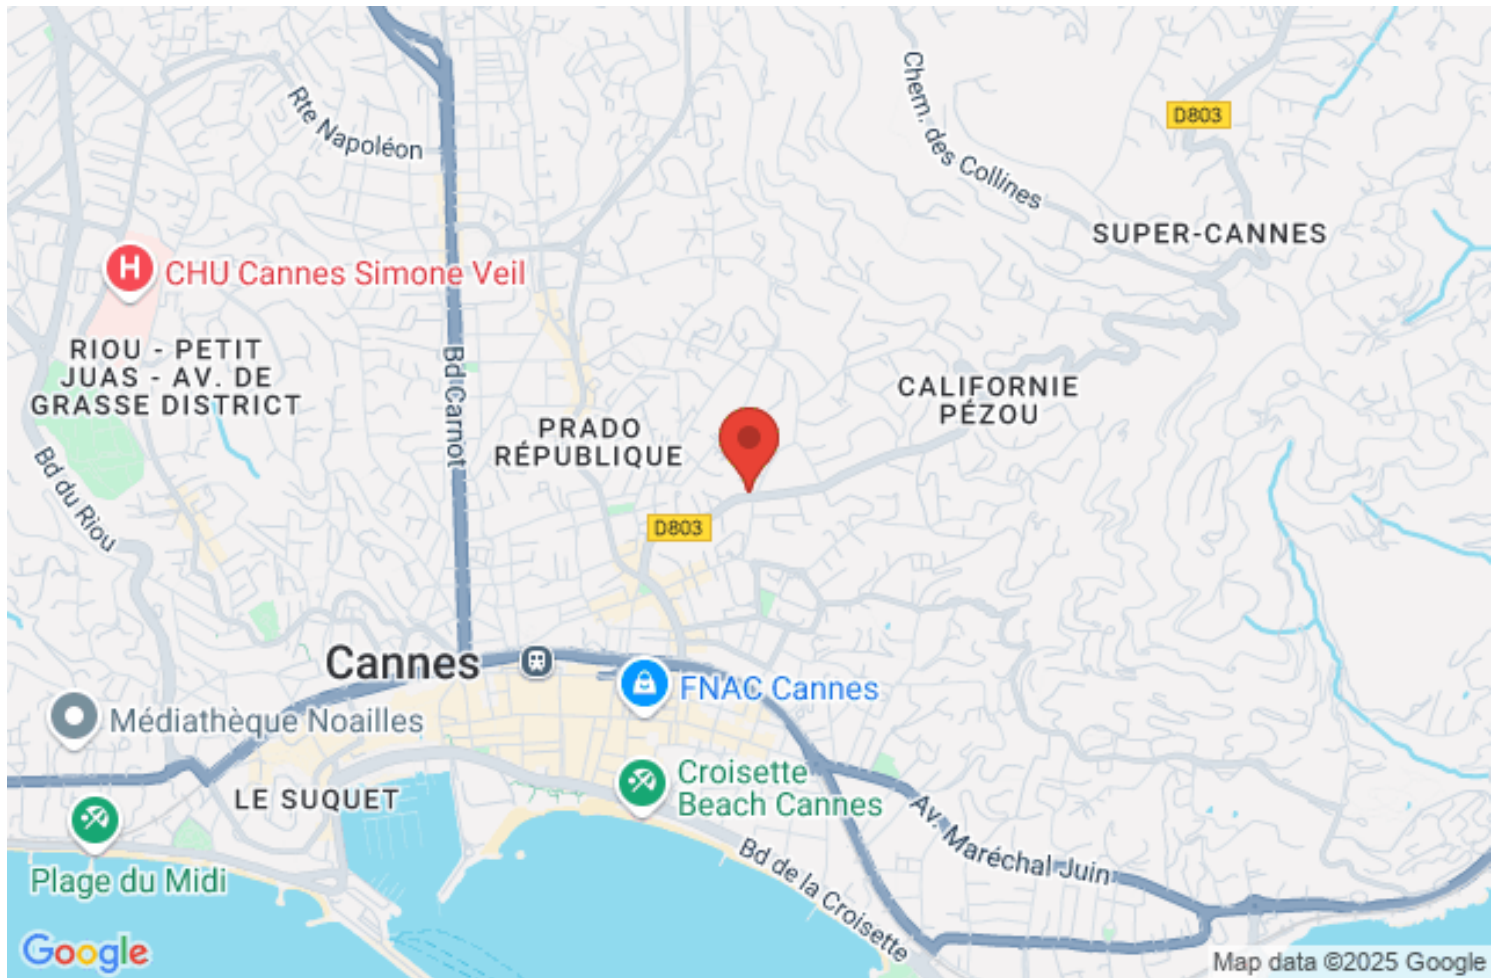 Rte Napoléon
Chem. des Collines
D803
SUPER-CANNES
H
CHU Cannes Simone Veil
RIOU - PETIT
JUAS - AV. DE
GRASSE DISTRICT
Bd Carnot
CALIFORNIE
PÉZOU
PRADO
RÉPUBLIQUE
Bd du Riou
D803
Cannes
FNAC Cannes
Médiathèque Noailles
Croisette
Beach Cannes
LE SUQUET
Av. Maréchal Juin
Plage du Midi
Bd de la Croisette
Google
Map data ©2025 Google